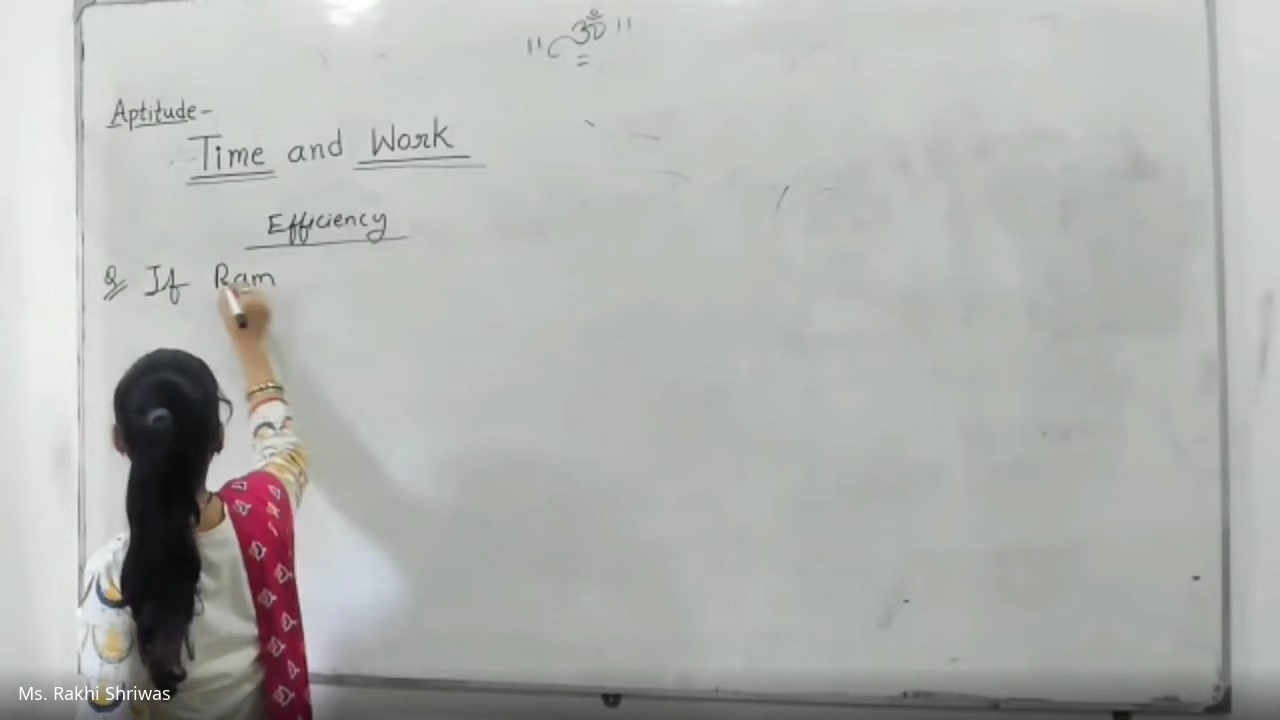 "ॐ"
Aptitude-
Time and Work
Efficiency
Q If Ram
Ms. Rakhi Shriwas